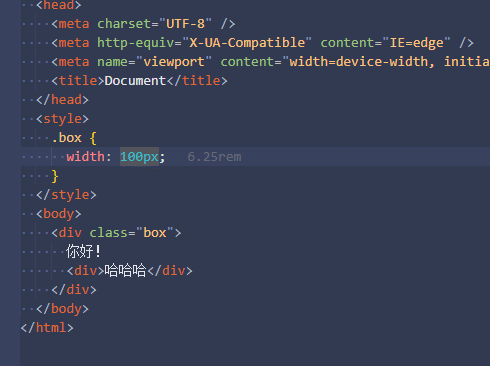 <head>
<meta charset="UTF-8" />
<meta http-equiv="X-UA-Compatible" content="IE=edge" />
<meta name="viewport" content="width=device-width, initia
<title>Document</title>
</head>
<style>
.box {
width: 100px; 6.25rem
}
</style>
<body>
<div class="box">
你好!
<div>哈哈哈</div>
</div>
</body>
</html>